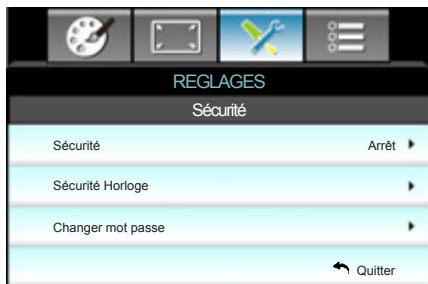 REGLAGES
Sécurité
Sécurité Arrêt
Sécurité Horloge
Changer mot passe
Quitter